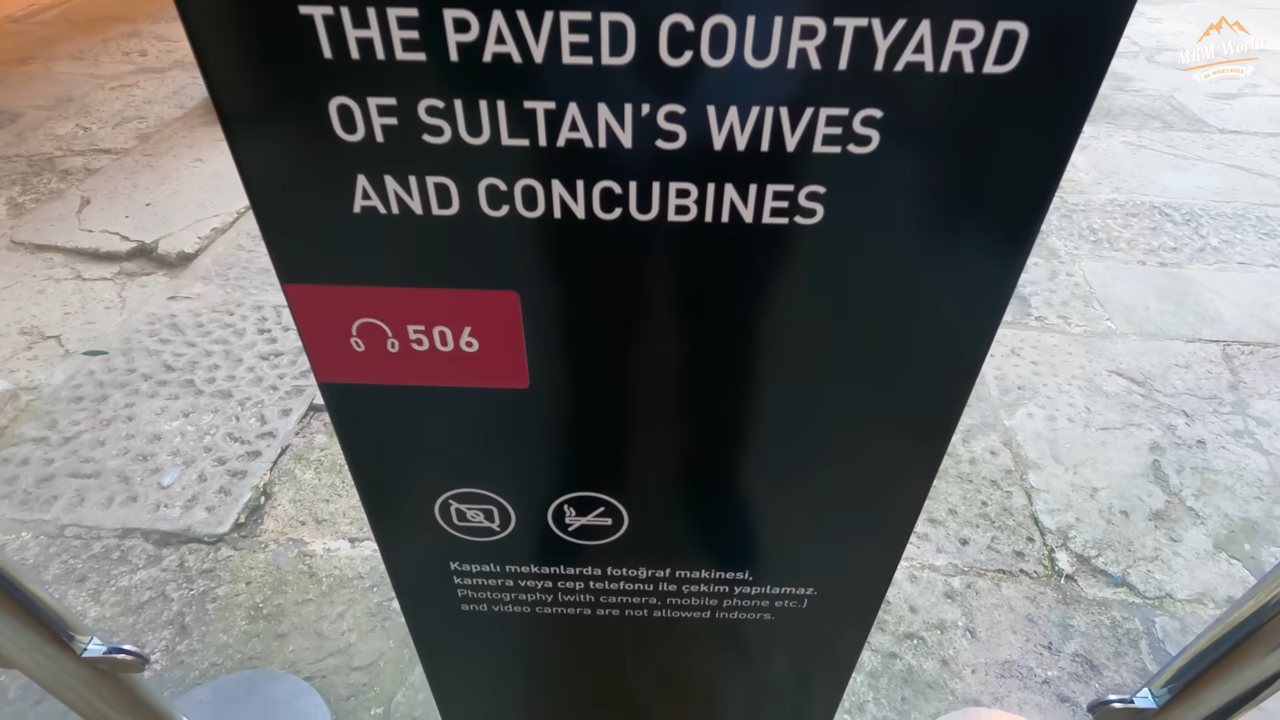 THE PAVED COURTYARD
OF SULTAN'S WIVES
AND CONCUBINES
506
Kapalı mekanlarda fotoğraf makinesi,
kamera veya cep telefonu ile çekim yapılamaz.
Photography (with camera, mobile phone etc.)
and video camera are not allowed indoors.